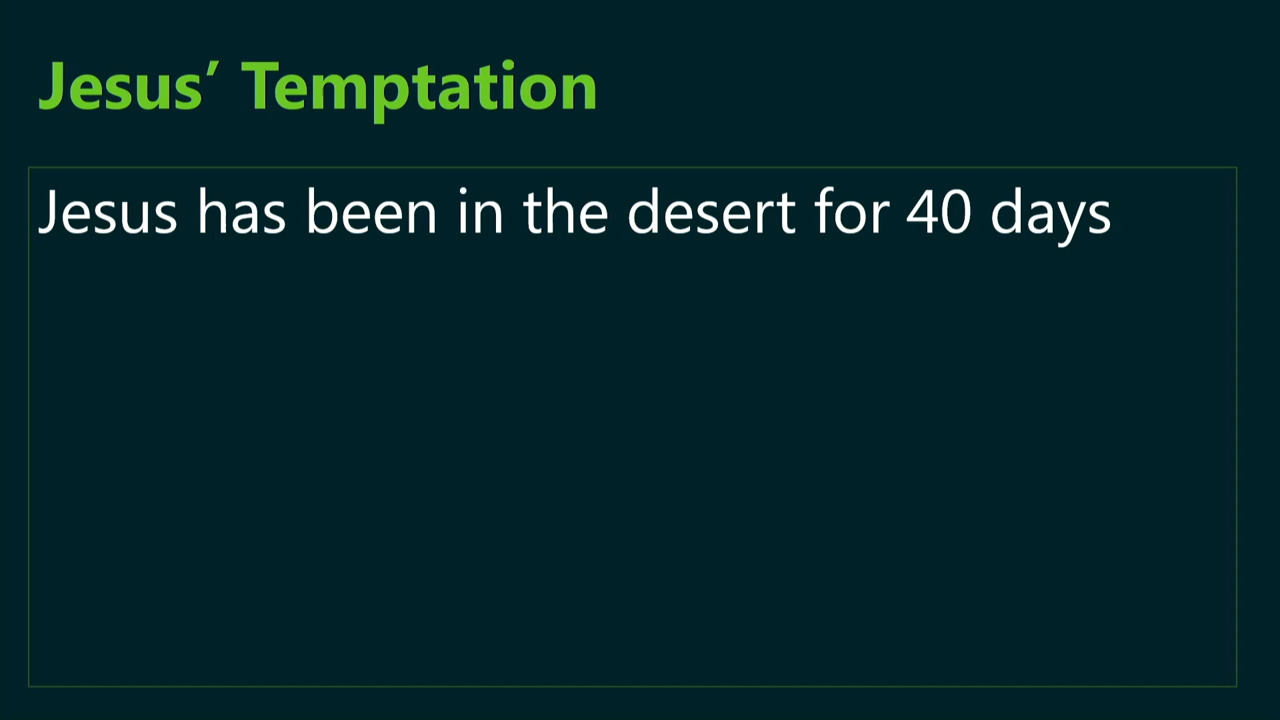 Jesus’ Temptation
Jesus has been in the desert for 40 days